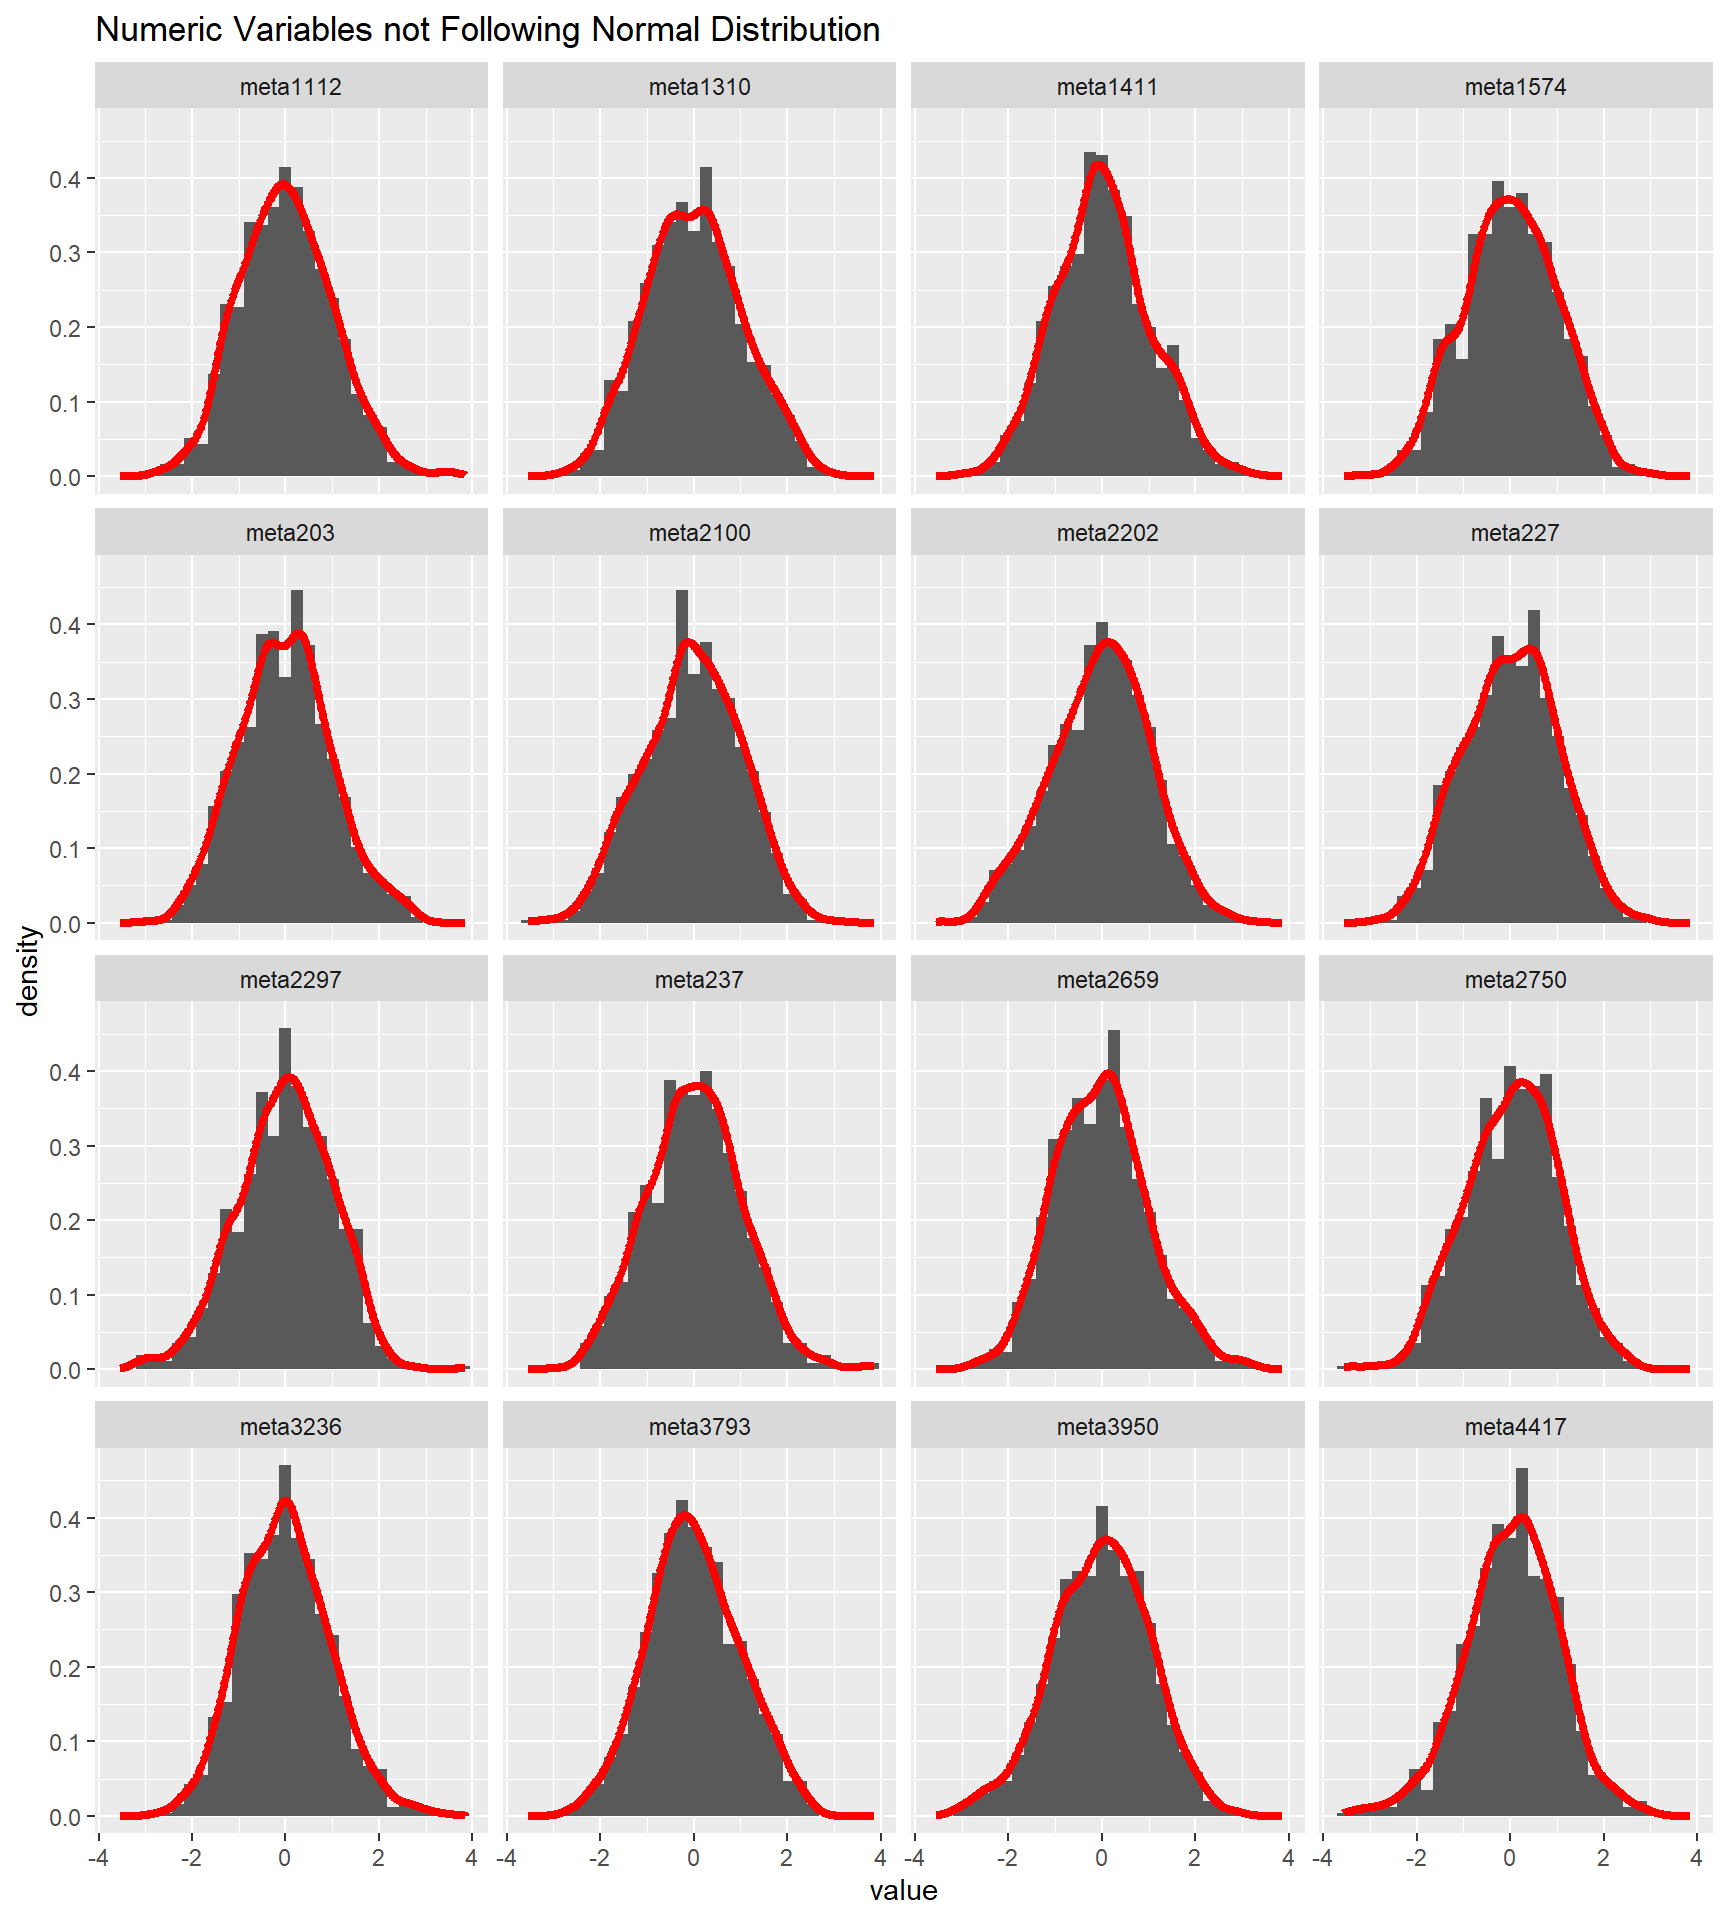 Numeric Variables not Following Normal Distribution
meta1112 meta1310 meta1411 meta1574
0.4
0.3
0.2
0.1
0.0
meta203 meta2100 meta2202 meta227
0.4
0.3
0.2
0.1
0.0
density
meta2297 meta237 meta2659 meta2750
0.4
0.3
0.2
0.1
0.0
meta3236 meta3793 meta3950 meta4417
0.4
0.3
0.2
0.1
0.0
-4 -2 0 2 4 -4 -2 0 2 4 -4 -2 0 2 4 -4 -2 0 2 4
value